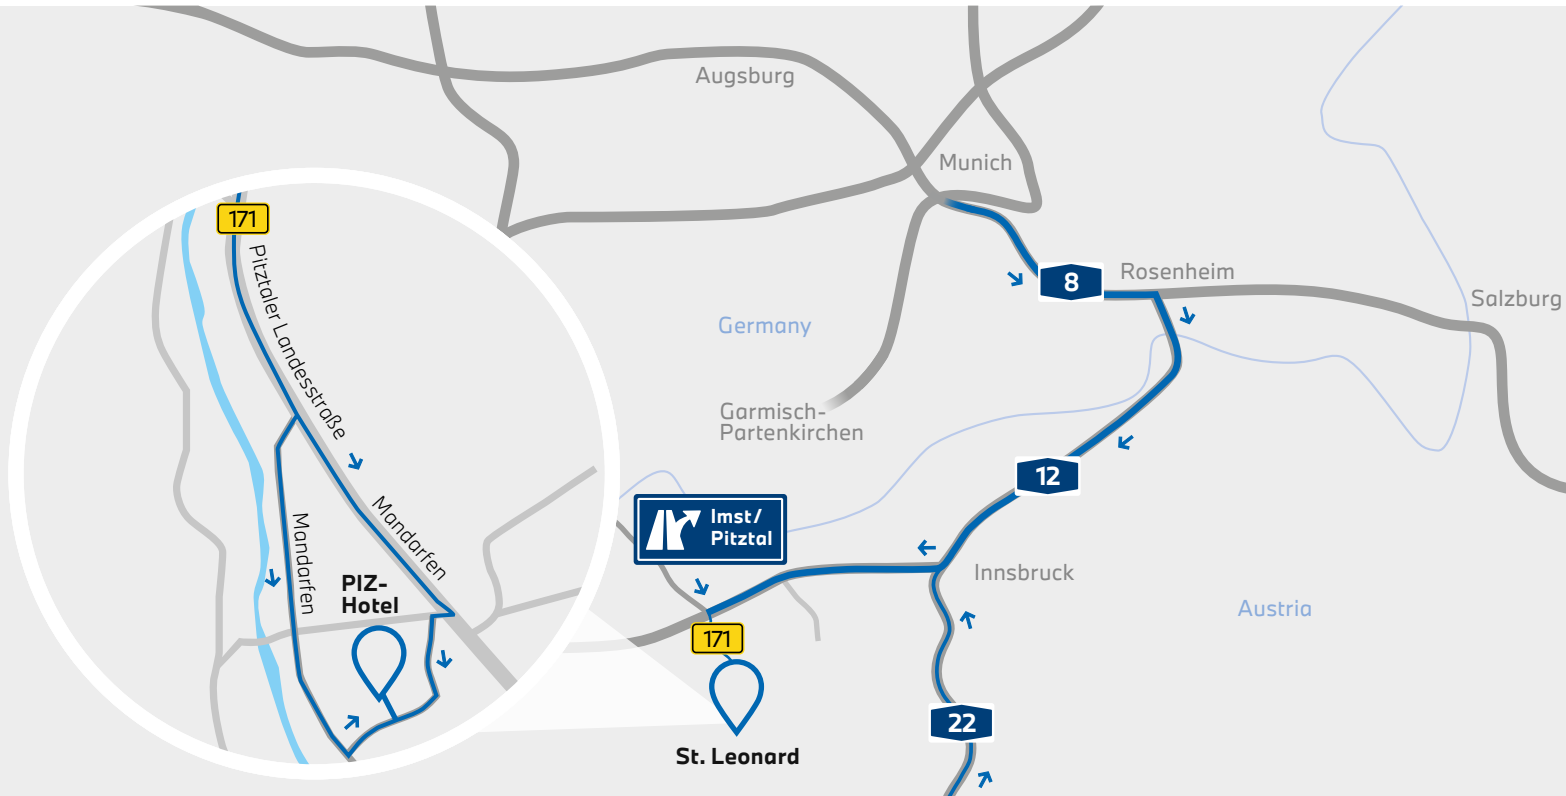 Augsburg
Munich
171
Pitztaler Landesstraße
8
Rosenheim
Salzburg
Germany
Garmisch-
Partenkirchen
12
Imst/
Pitztal
Mandarfen
Mandarfen
PIZ-
Hotel
Innsbruck
Austria
171
22
St. Leonard